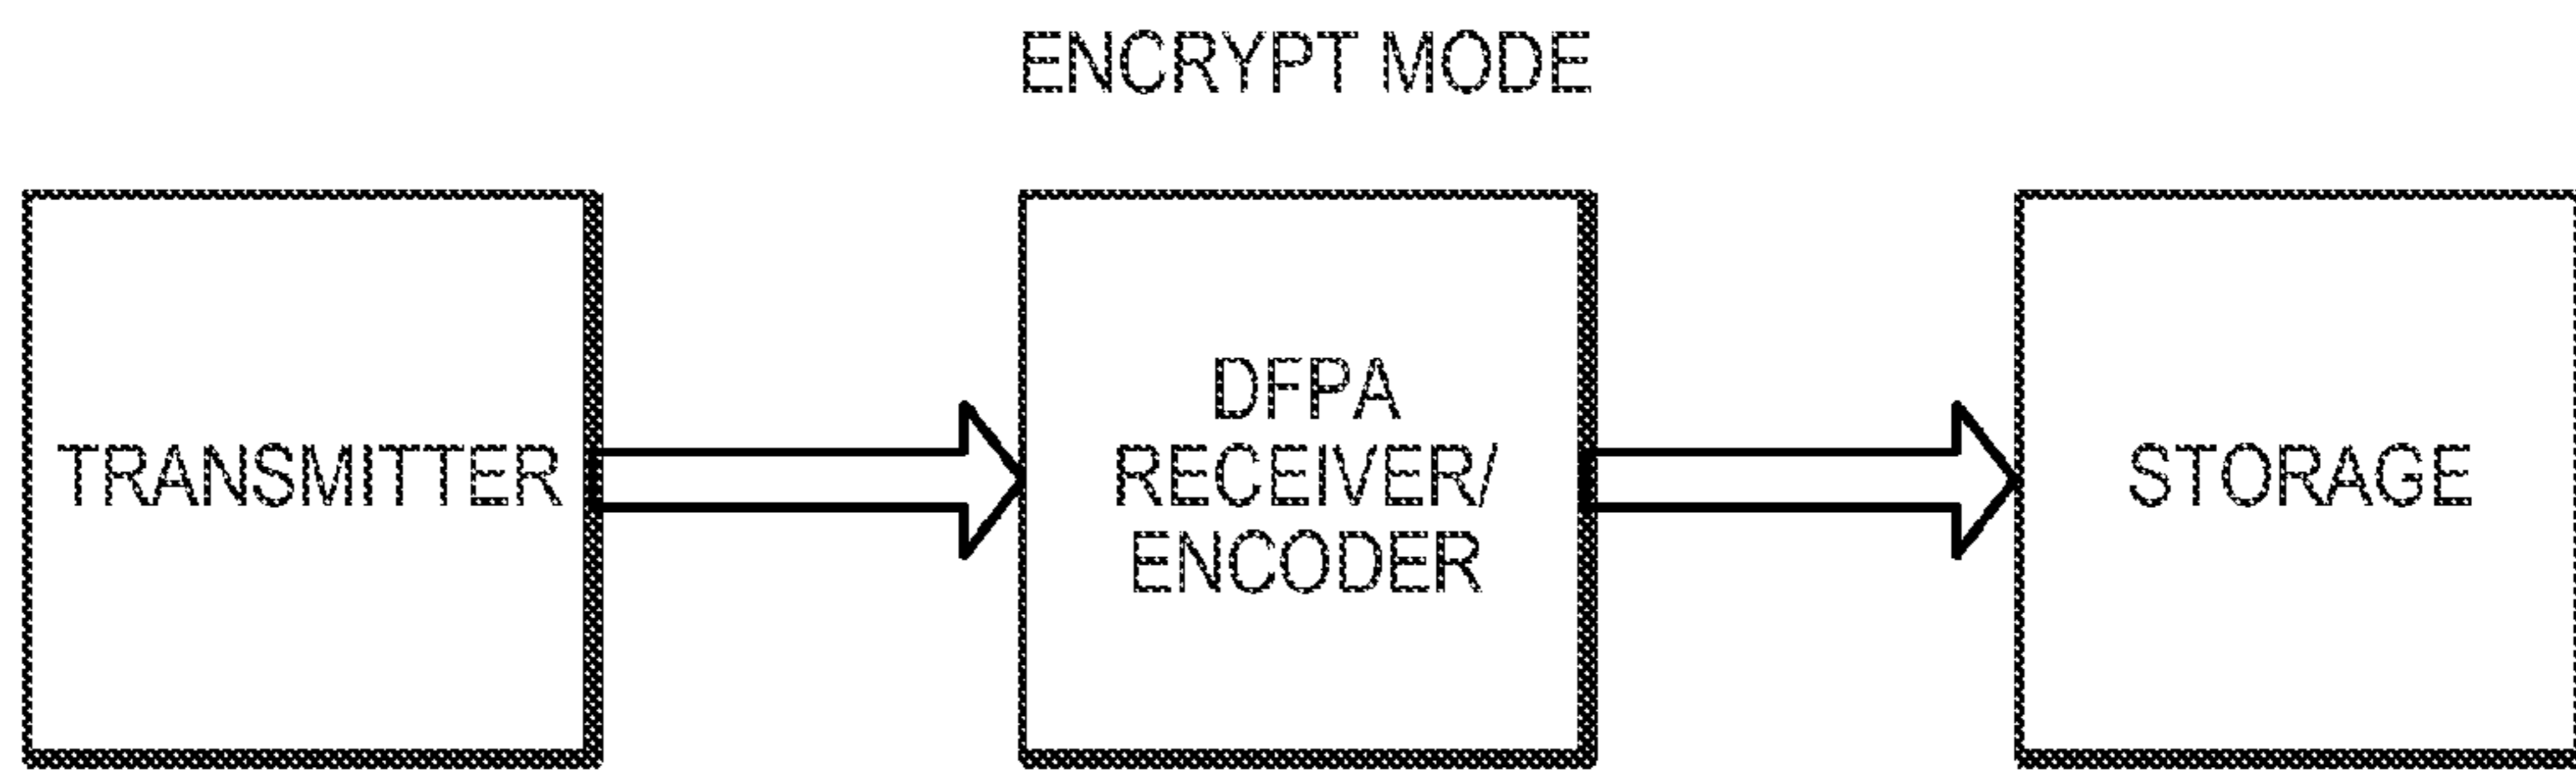 ENCRYPT MODE
TRANSMITTER
DFPA
RECEIVER/
ENCODER
STORAGE